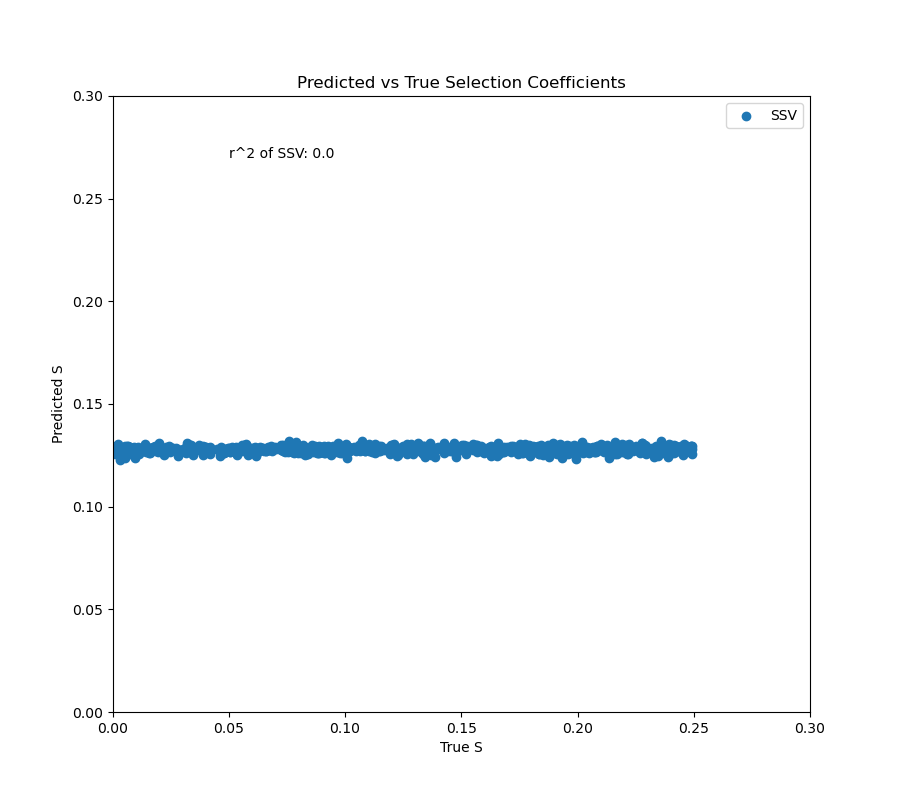 Predicted vs True Selection Coefficients
SSV
r^2 of SSV: 0.0
Predicted S
0.30
0.25
0.20
0.15
0.10
0.05
0.00
0.00 0.05 0.10 0.15 0.20 0.25 0.30
True S